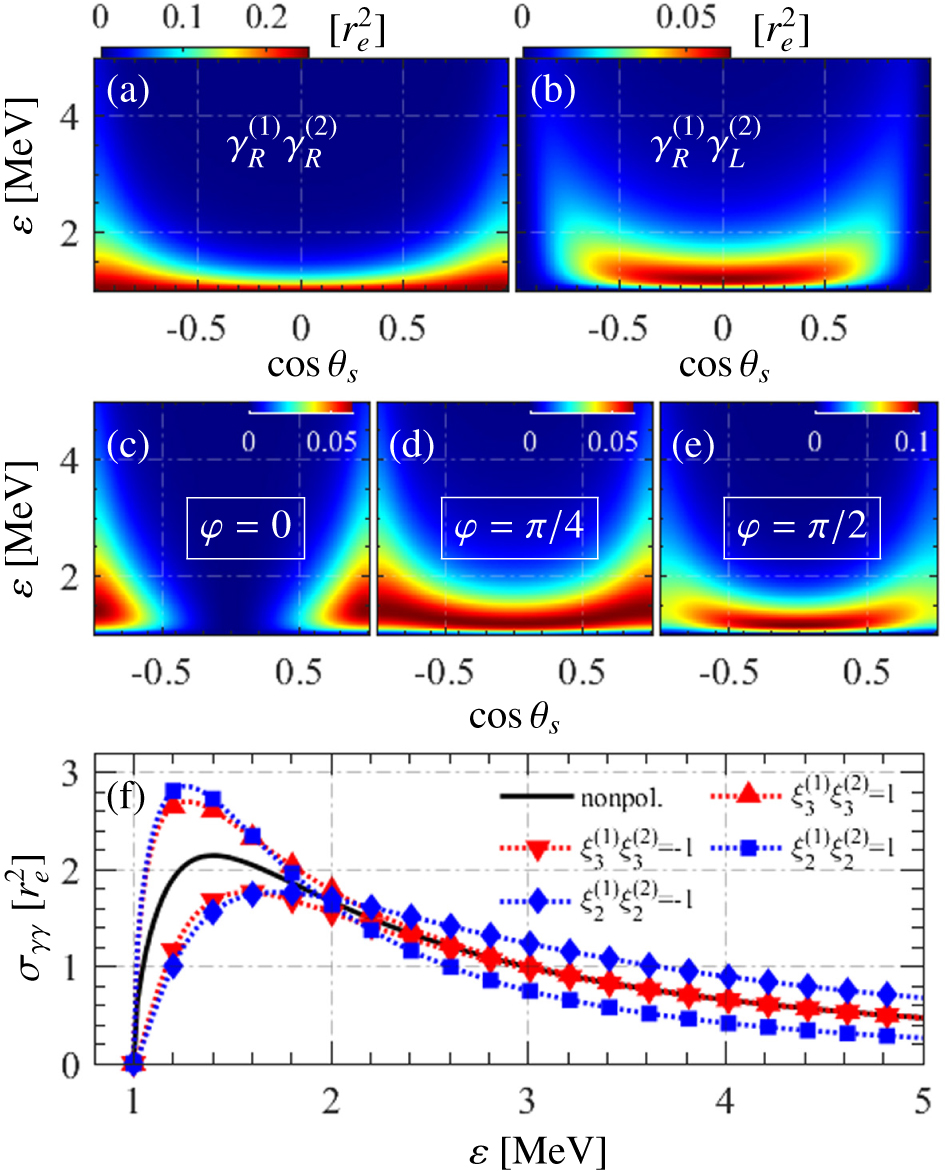 0 0.1 0.2 [r_e^2] 0 0.05 [r_e^2]
(a) (b)
γ_R^(1) γ_R^(2) γ_R^(1) γ_L^(2)
ε [MeV]
4
2
-0.5 0 0.5 -0.5 0 0.5
cos θ_s cos θ_s
(c) 0 0.05 (d) 0 0.05 (e) 0 0.1
φ = 0 φ = π/4 φ = π/2
ε [MeV]
4
2
-0.5 0.5 -0.5 0.5 -0.5 0.5
cos θ_s
(f)
nonpol. ξ_3^(1)ξ_3^(2)=1
ξ_3^(1)ξ_3^(2)=-1 ξ_2^(1)ξ_2^(2)=1
ξ_2^(1)ξ_2^(2)=-1
σ_γγ [r_e^2]
3
2
1
0
1 2 3 4 5
ε [MeV]